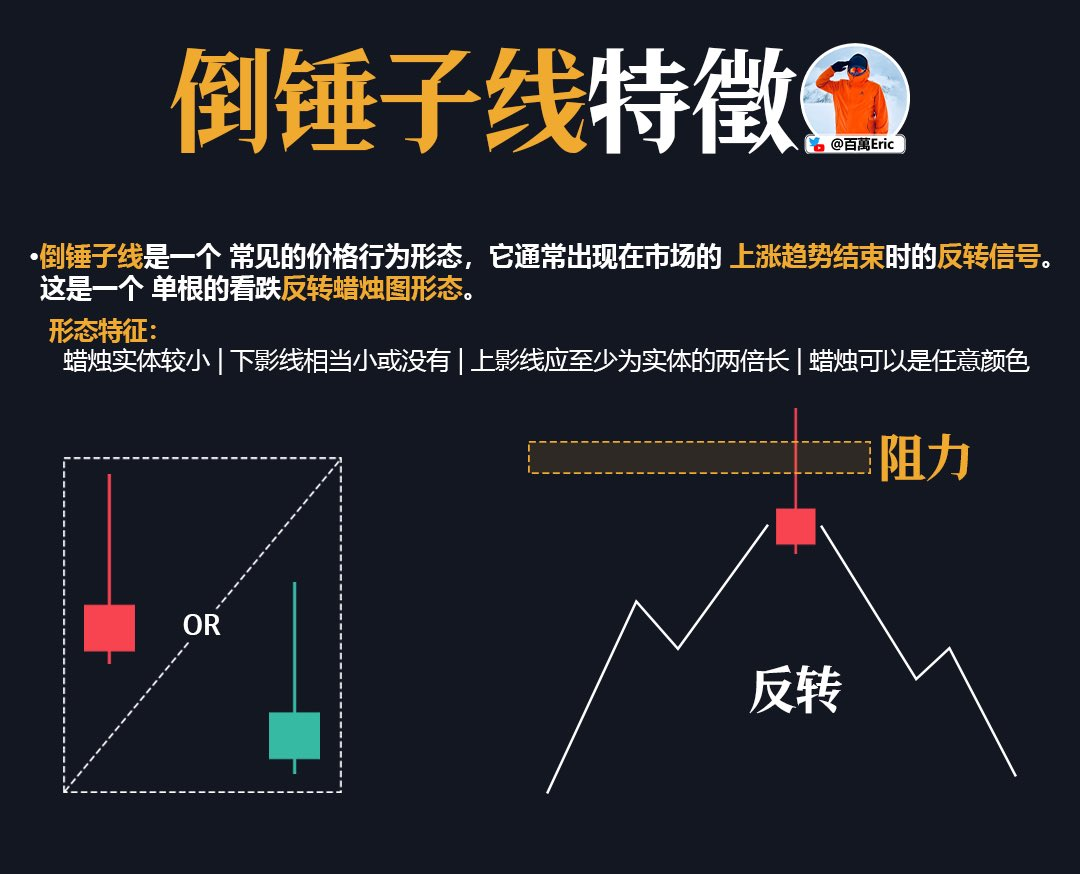 倒锤子线特徵
@百萬Eric
•倒锤子线是一个 常见的价格行为形态，它通常出现在市场的 上涨趋势结束时的反转信号。
这是一个 单根的看跌反转蜡烛图形态。
形态特征：
蜡烛实体较小 | 下影线相当小或没有 | 上影线应至少为实体的两倍长 | 蜡烛可以是任意颜色
阻力
OR
反转